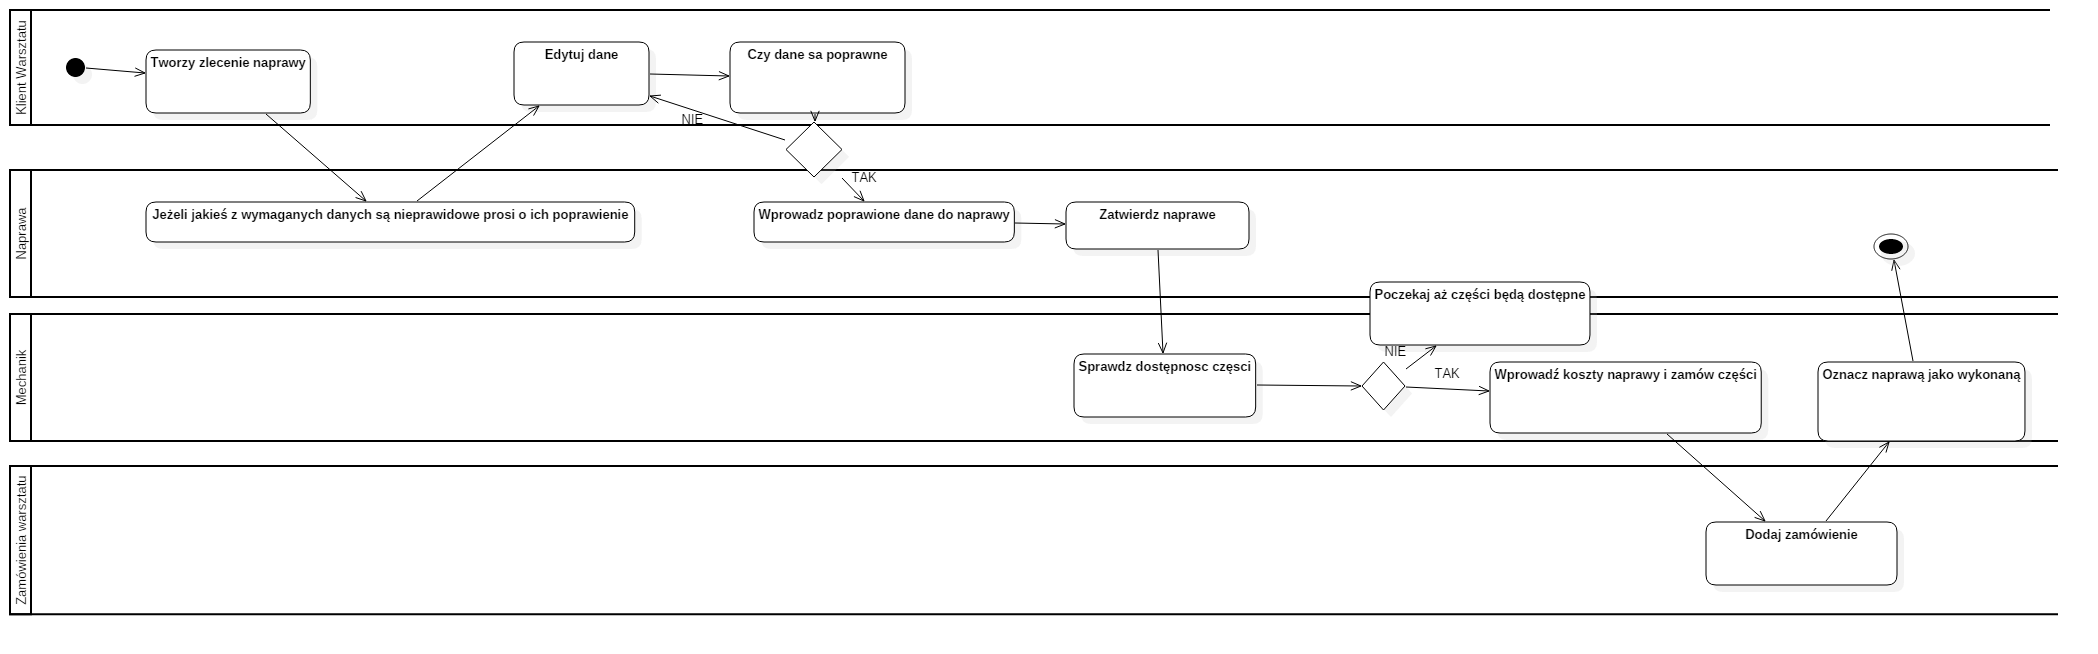 Klient Warsztatu
Tworzy zlecenie naprawy
Edytuj dane
Czy dane sa poprawne
NIE
TAK
Naprawa
Jeżeli jakieś z wymaganych danych są nieprawidowe prosi o ich poprawienie
Wprowadz poprawione dane do naprawy
Zatwierdz naprawe
Poczekaj aż części będą dostępne
Mechanik
Sprawdz dostępnosc częsci
NIE
TAK
Wprowadź koszty naprawy i zamów części
Oznacz naprawą jako wykonaną
Zamówienia warsztatu
Dodaj zamówienie